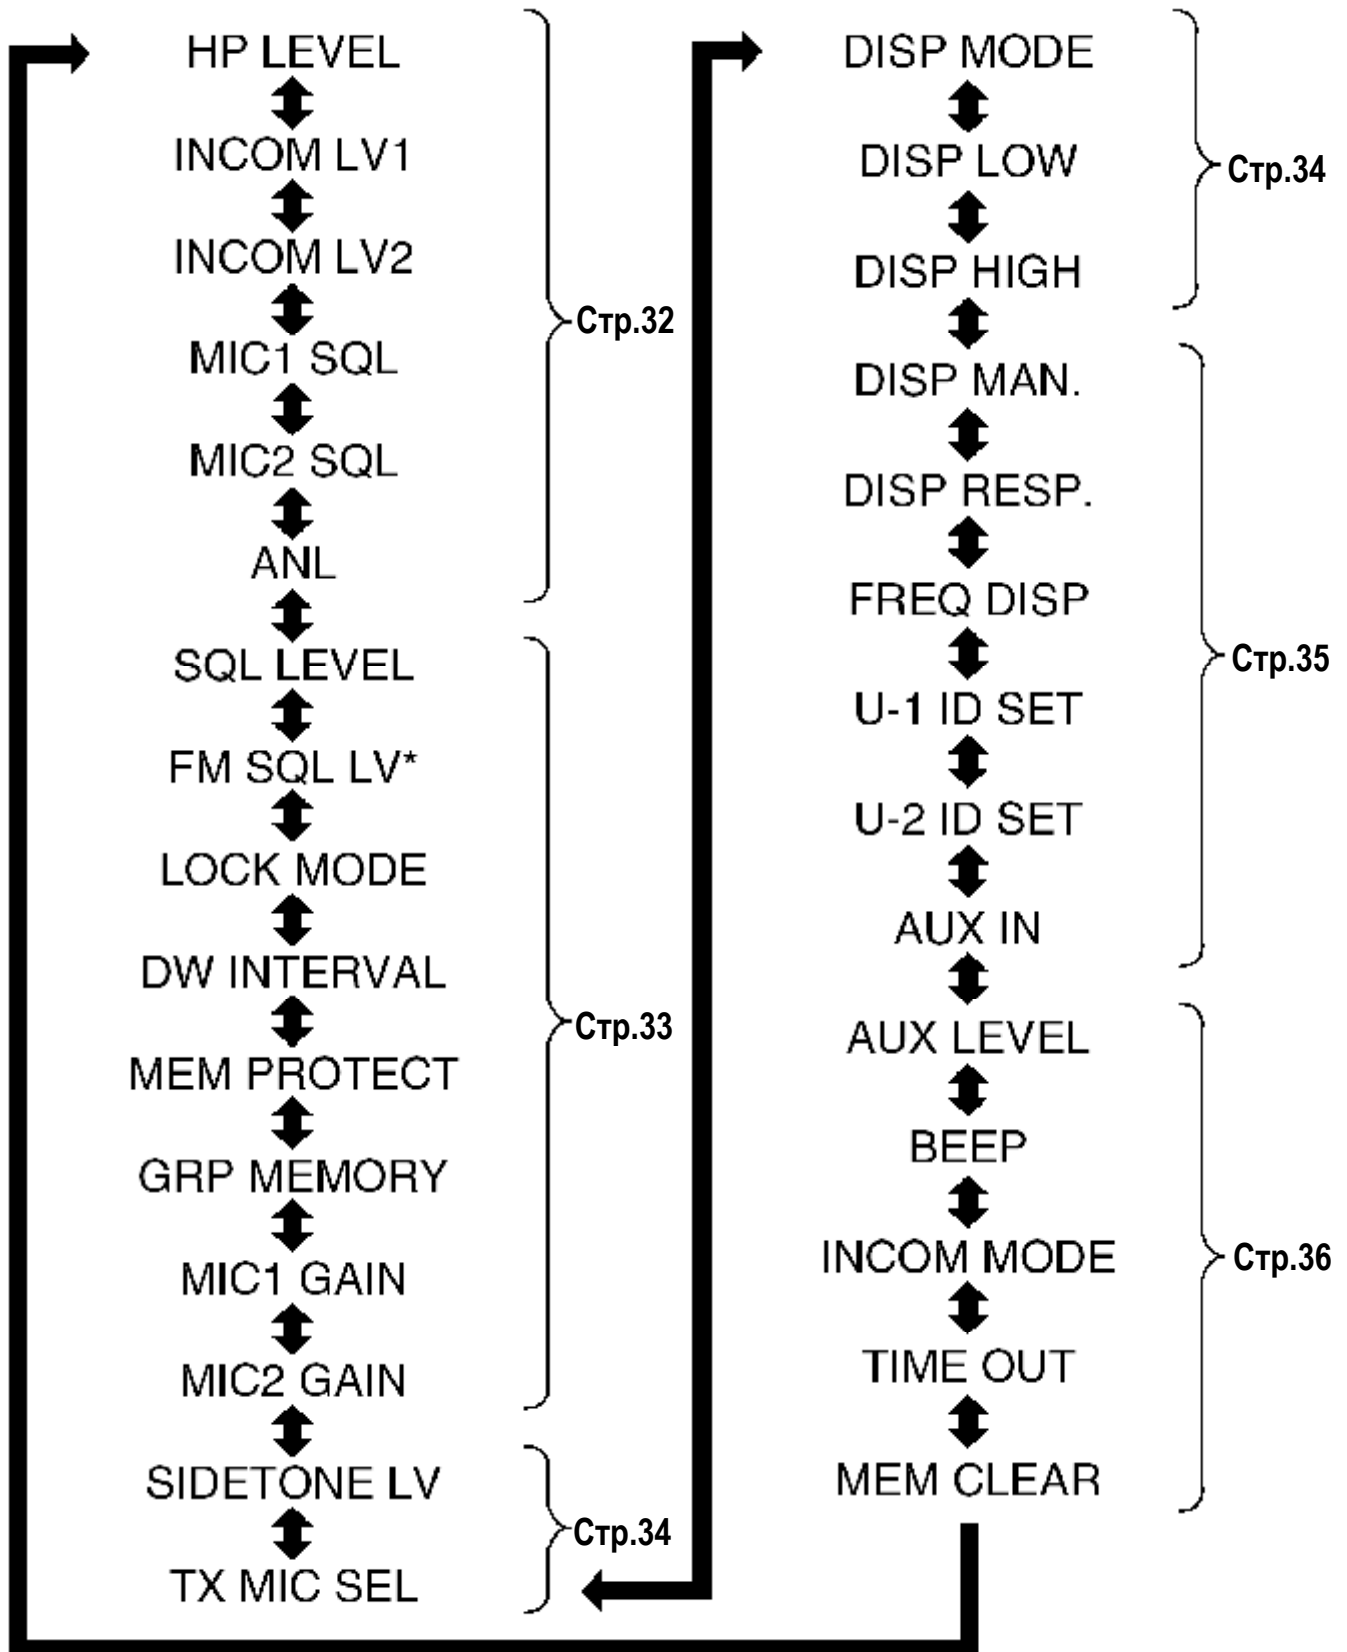 HP LEVEL
INCOM LV1
INCOM LV2
MIC1 SQL
MIC2 SQL
ANL
Стр.32
SQL LEVEL
FM SQL LV*
LOCK MODE
DW INTERVAL
MEM PROTECT
GRP MEMORY
MIC1 GAIN
MIC2 GAIN
Стр.33
SIDETONE LV
TX MIC SEL
Стр.34
DISP MODE
DISP LOW
DISP HIGH
Стр.34
DISP MAN.
DISP RESP.
FREQ DISP
U-1 ID SET
U-2 ID SET
AUX IN
Стр.35
AUX LEVEL
BEEP
INCOM MODE
TIME OUT
MEM CLEAR
Стр.36